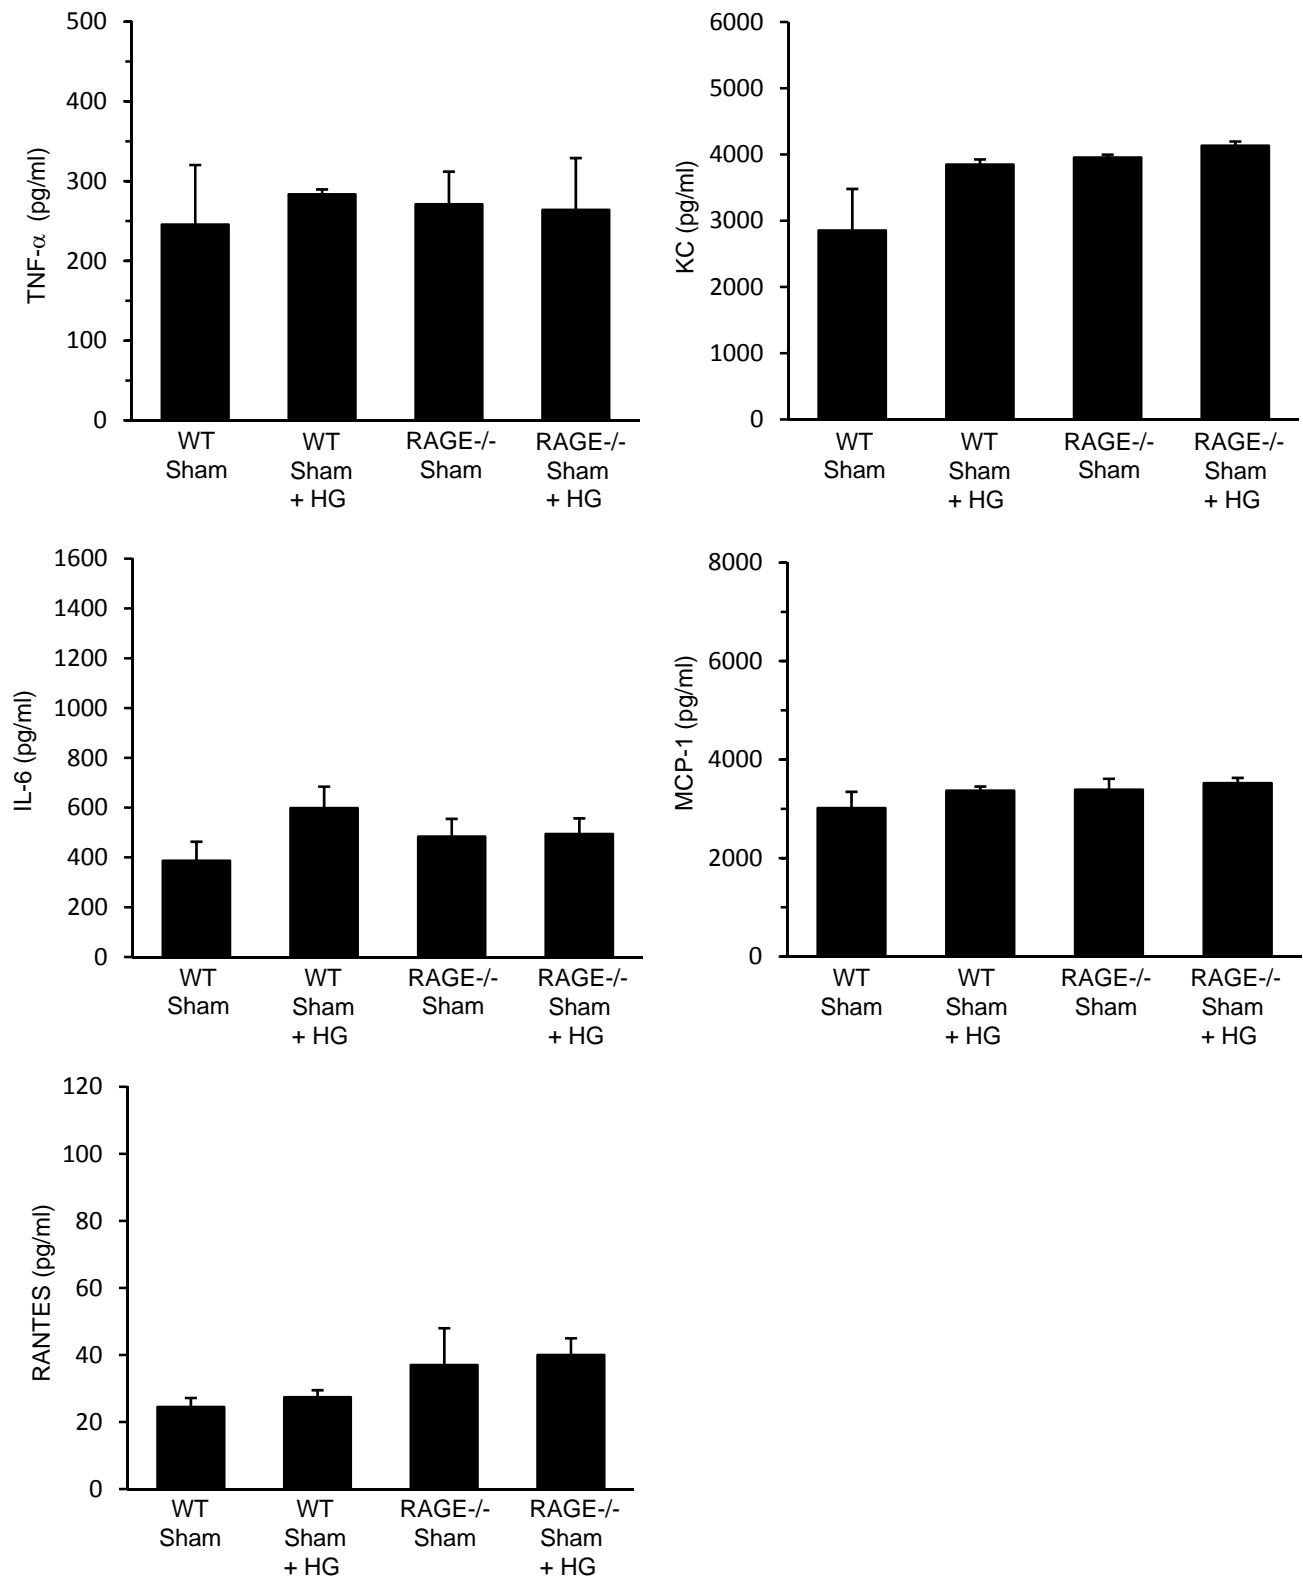 TNF-α (pg/ml)
500
400
300
200
100
0
WT
Sham
WT
Sham
+ HG
RAGE-/-
Sham
RAGE-/-
Sham
+ HG
KC (pg/ml)
6000
5000
4000
3000
2000
1000
0
WT
Sham
WT
Sham
+ HG
RAGE-/-
Sham
RAGE-/-
Sham
+ HG
IL-6 (pg/ml)
1600
1400
1200
1000
800
600
400
200
0
WT
Sham
WT
Sham
+ HG
RAGE-/-
Sham
RAGE-/-
Sham
+ HG
MCP-1 (pg/ml)
8000
6000
4000
2000
0
WT
Sham
WT
Sham
+ HG
RAGE-/-
Sham
RAGE-/-
Sham
+ HG
RANTES (pg/ml)
120
100
80
60
40
20
0
WT
Sham
WT
Sham
+ HG
RAGE-/-
Sham
RAGE-/-
Sham
+ HG